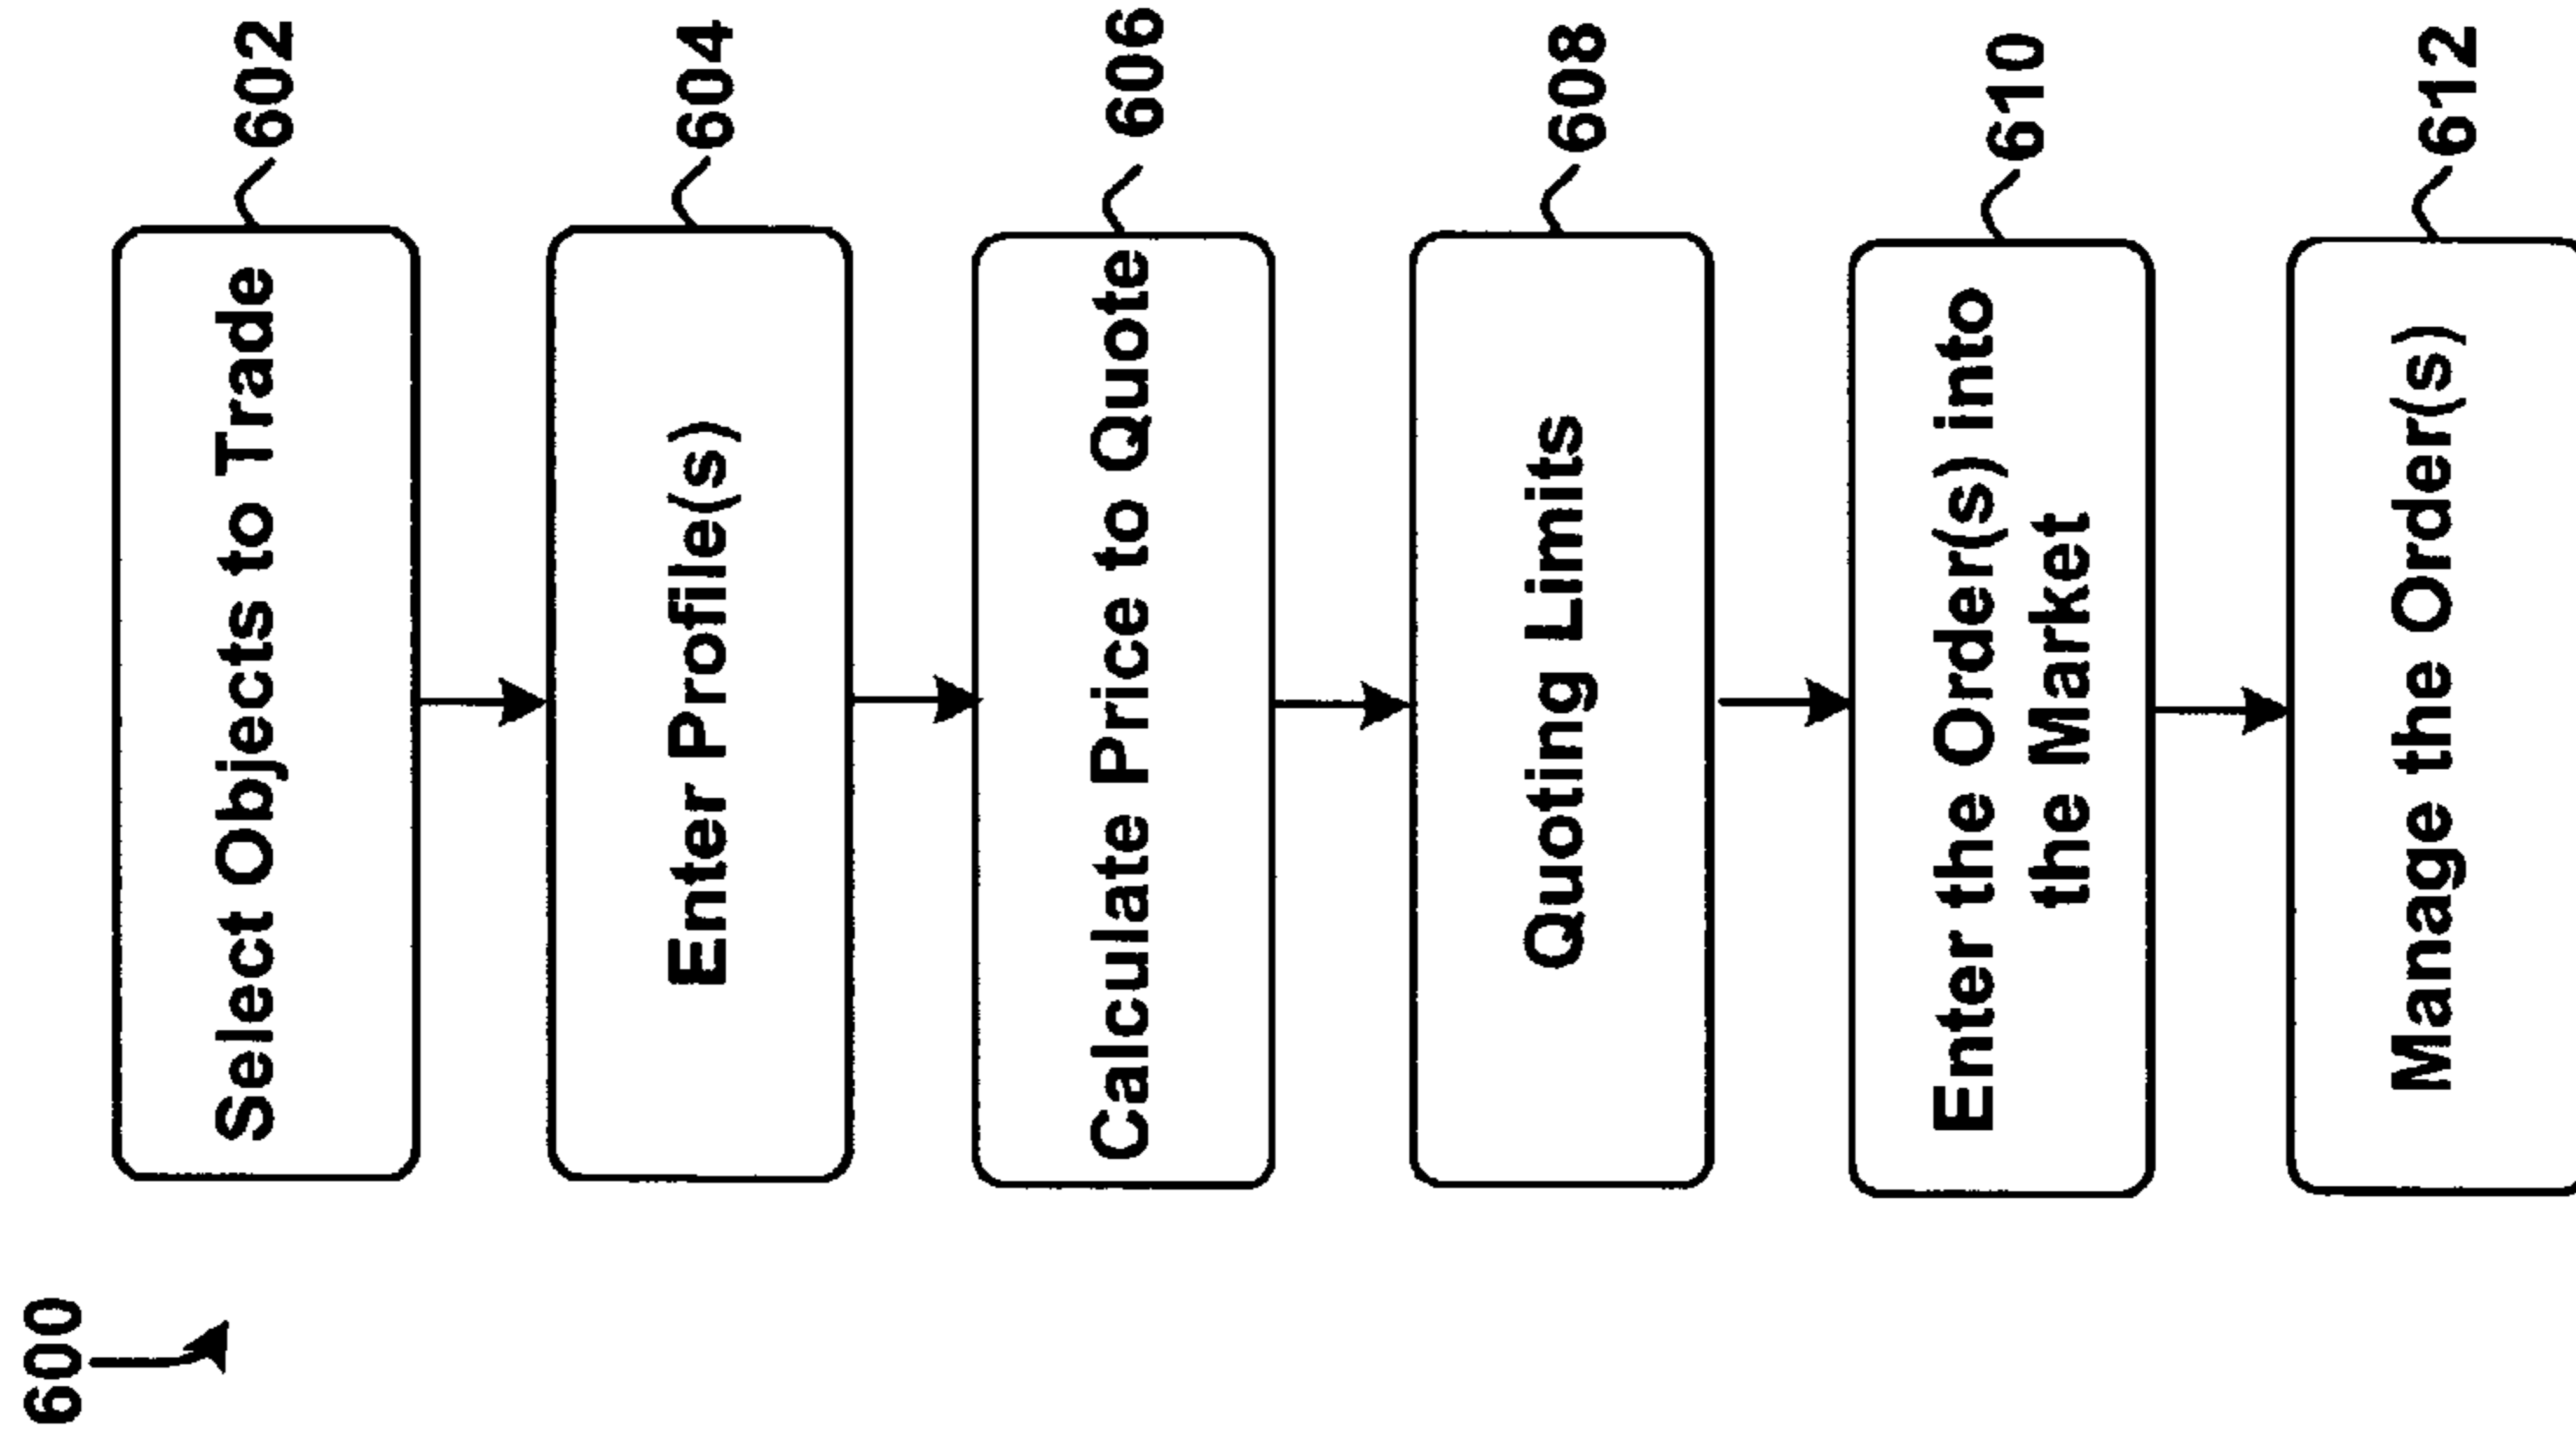 600
Select Objects to Trade
602
Enter Profile(s)
604
Calculate Price to Quote
606
Quoting Limits
608
Enter the Order(s) into
the Market
610
Manage the Order(s)
612